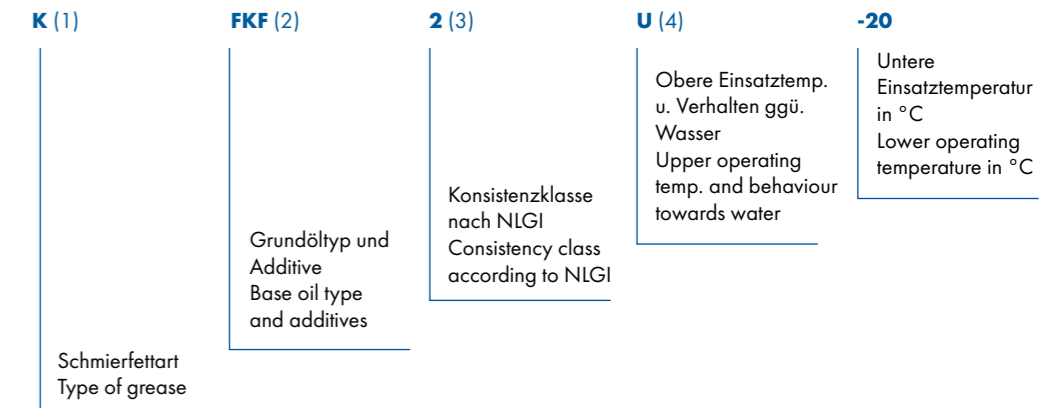 K (1)
FKF (2)
2 (3)
U (4)
-20
Schmierfettart
Type of grease
Grundöltyp und
Additive
Base oil type
and additives
Konsistenzklasse
nach NLGI
Consistency class
according to NLGI
Obere Einsatztemp.
u. Verhalten ggü.
Wasser
Upper operating
temp. and behaviour
towards water
Untere
Einsatztemperatur
in °C
Lower operating
temperature in °C